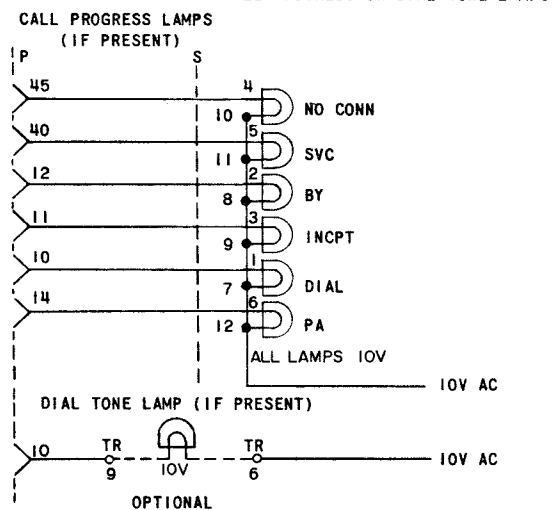 CALL PROGRESS LAMPS
(IF PRESENT)
P S
45 4
10 NO CONN
40 5
11 SVC
12 2
8 BY
11 3
9 INCPT
10 1
7 DIAL
14 6
12 PA
ALL LAMPS 10V
10V AC
DIAL TONE LAMP (IF PRESENT)
10 TR TR
9 10V 6 10V AC
OPTIONAL